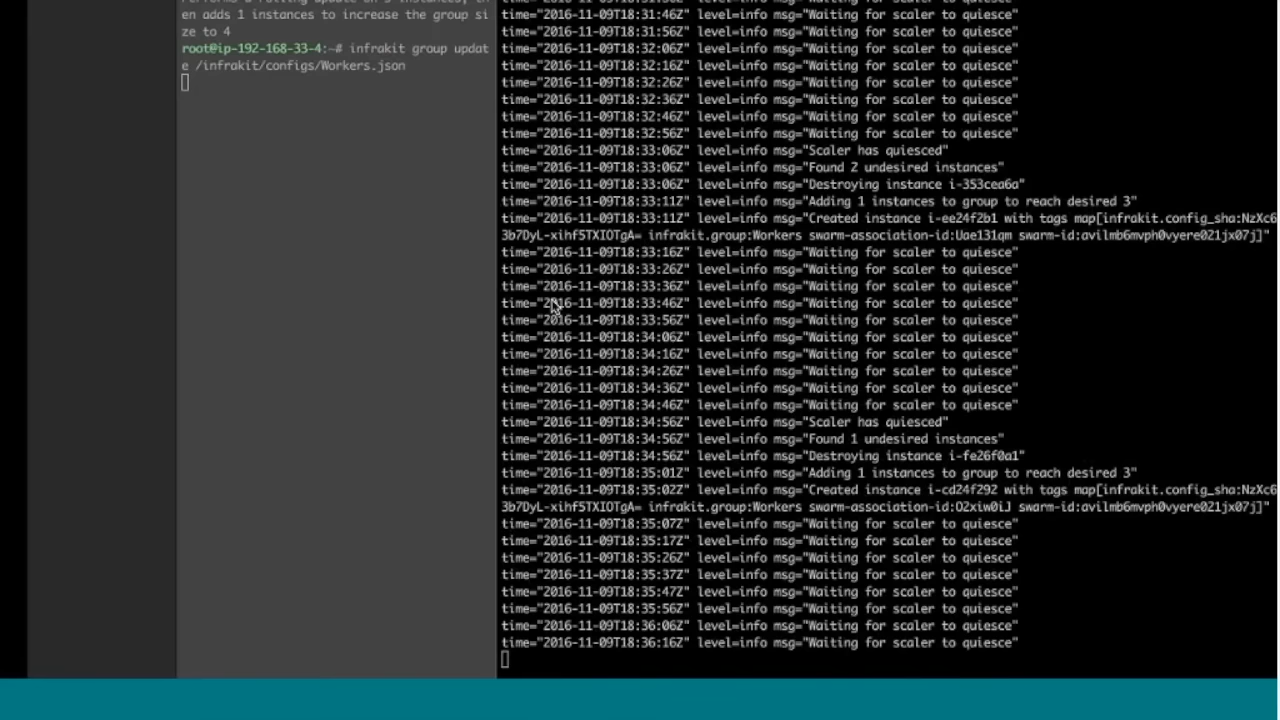 en adds 1 instances to increase the group si
ze to 4
root@ip-192-168-33-4:~# infrakit group updat
e /infrakit/configs/Workers.json
time="2016-11-09T18:31:46Z" level=info msg="Waiting for scaler to quiesce"
time="2016-11-09T18:31:56Z" level=info msg="Waiting for scaler to quiesce"
time="2016-11-09T18:32:06Z" level=info msg="Waiting for scaler to quiesce"
time="2016-11-09T18:32:16Z" level=info msg="Waiting for scaler to quiesce"
time="2016-11-09T18:32:26Z" level=info msg="Waiting for scaler to quiesce"
time="2016-11-09T18:32:36Z" level=info msg="Waiting for scaler to quiesce"
time="2016-11-09T18:32:46Z" level=info msg="Waiting for scaler to quiesce"
time="2016-11-09T18:32:56Z" level=info msg="Waiting for scaler to quiesce"
time="2016-11-09T18:33:06Z" level=info msg="Scaler has quiesced"
time="2016-11-09T18:33:06Z" level=info msg="Found 2 undesired instances"
time="2016-11-09T18:33:06Z" level=info msg="Destroying instance i-353cea6a"
time="2016-11-09T18:33:11Z" level=info msg="Adding 1 instances to group to reach desired 3"
time="2016-11-09T18:33:11Z" level=info msg="Created instance i-ee24f2b1 with tags map[infrakit.config_sha:NzXc6
3b7DyL-xihf5TXIOTgA= infrakit.group:Workers swarm-association-id:Uae131qm swarm-id:avilmb6mvph0vyere021jx07j]"
time="2016-11-09T18:33:16Z" level=info msg="Waiting for scaler to quiesce"
time="2016-11-09T18:33:26Z" level=info msg="Waiting for scaler to quiesce"
time="2016-11-09T18:33:36Z" level=info msg="Waiting for scaler to quiesce"
time="2016-11-09T18:33:46Z" level=info msg="Waiting for scaler to quiesce"
time="2016-11-09T18:33:56Z" level=info msg="Waiting for scaler to quiesce"
time="2016-11-09T18:34:06Z" level=info msg="Waiting for scaler to quiesce"
time="2016-11-09T18:34:16Z" level=info msg="Waiting for scaler to quiesce"
time="2016-11-09T18:34:26Z" level=info msg="Waiting for scaler to quiesce"
time="2016-11-09T18:34:36Z" level=info msg="Waiting for scaler to quiesce"
time="2016-11-09T18:34:46Z" level=info msg="Waiting for scaler to quiesce"
time="2016-11-09T18:34:56Z" level=info msg="Scaler has quiesced"
time="2016-11-09T18:34:56Z" level=info msg="Found 1 undesired instances"
time="2016-11-09T18:34:56Z" level=info msg="Destroying instance i-fe26f0a1"
time="2016-11-09T18:35:01Z" level=info msg="Adding 1 instances to group to reach desired 3"
time="2016-11-09T18:35:02Z" level=info msg="Created instance i-cd24f292 with tags map[infrakit.config_sha:NzXc6
3b7DyL-xihf5TXIOTgA= infrakit.group:Workers swarm-association-id:O2xiw0iJ swarm-id:avilmb6mvph0vyere021jx07j]"
time="2016-11-09T18:35:07Z" level=info msg="Waiting for scaler to quiesce"
time="2016-11-09T18:35:17Z" level=info msg="Waiting for scaler to quiesce"
time="2016-11-09T18:35:26Z" level=info msg="Waiting for scaler to quiesce"
time="2016-11-09T18:35:37Z" level=info msg="Waiting for scaler to quiesce"
time="2016-11-09T18:35:47Z" level=info msg="Waiting for scaler to quiesce"
time="2016-11-09T18:35:56Z" level=info msg="Waiting for scaler to quiesce"
time="2016-11-09T18:36:06Z" level=info msg="Waiting for scaler to quiesce"
time="2016-11-09T18:36:16Z" level=info msg="Waiting for scaler to quiesce"